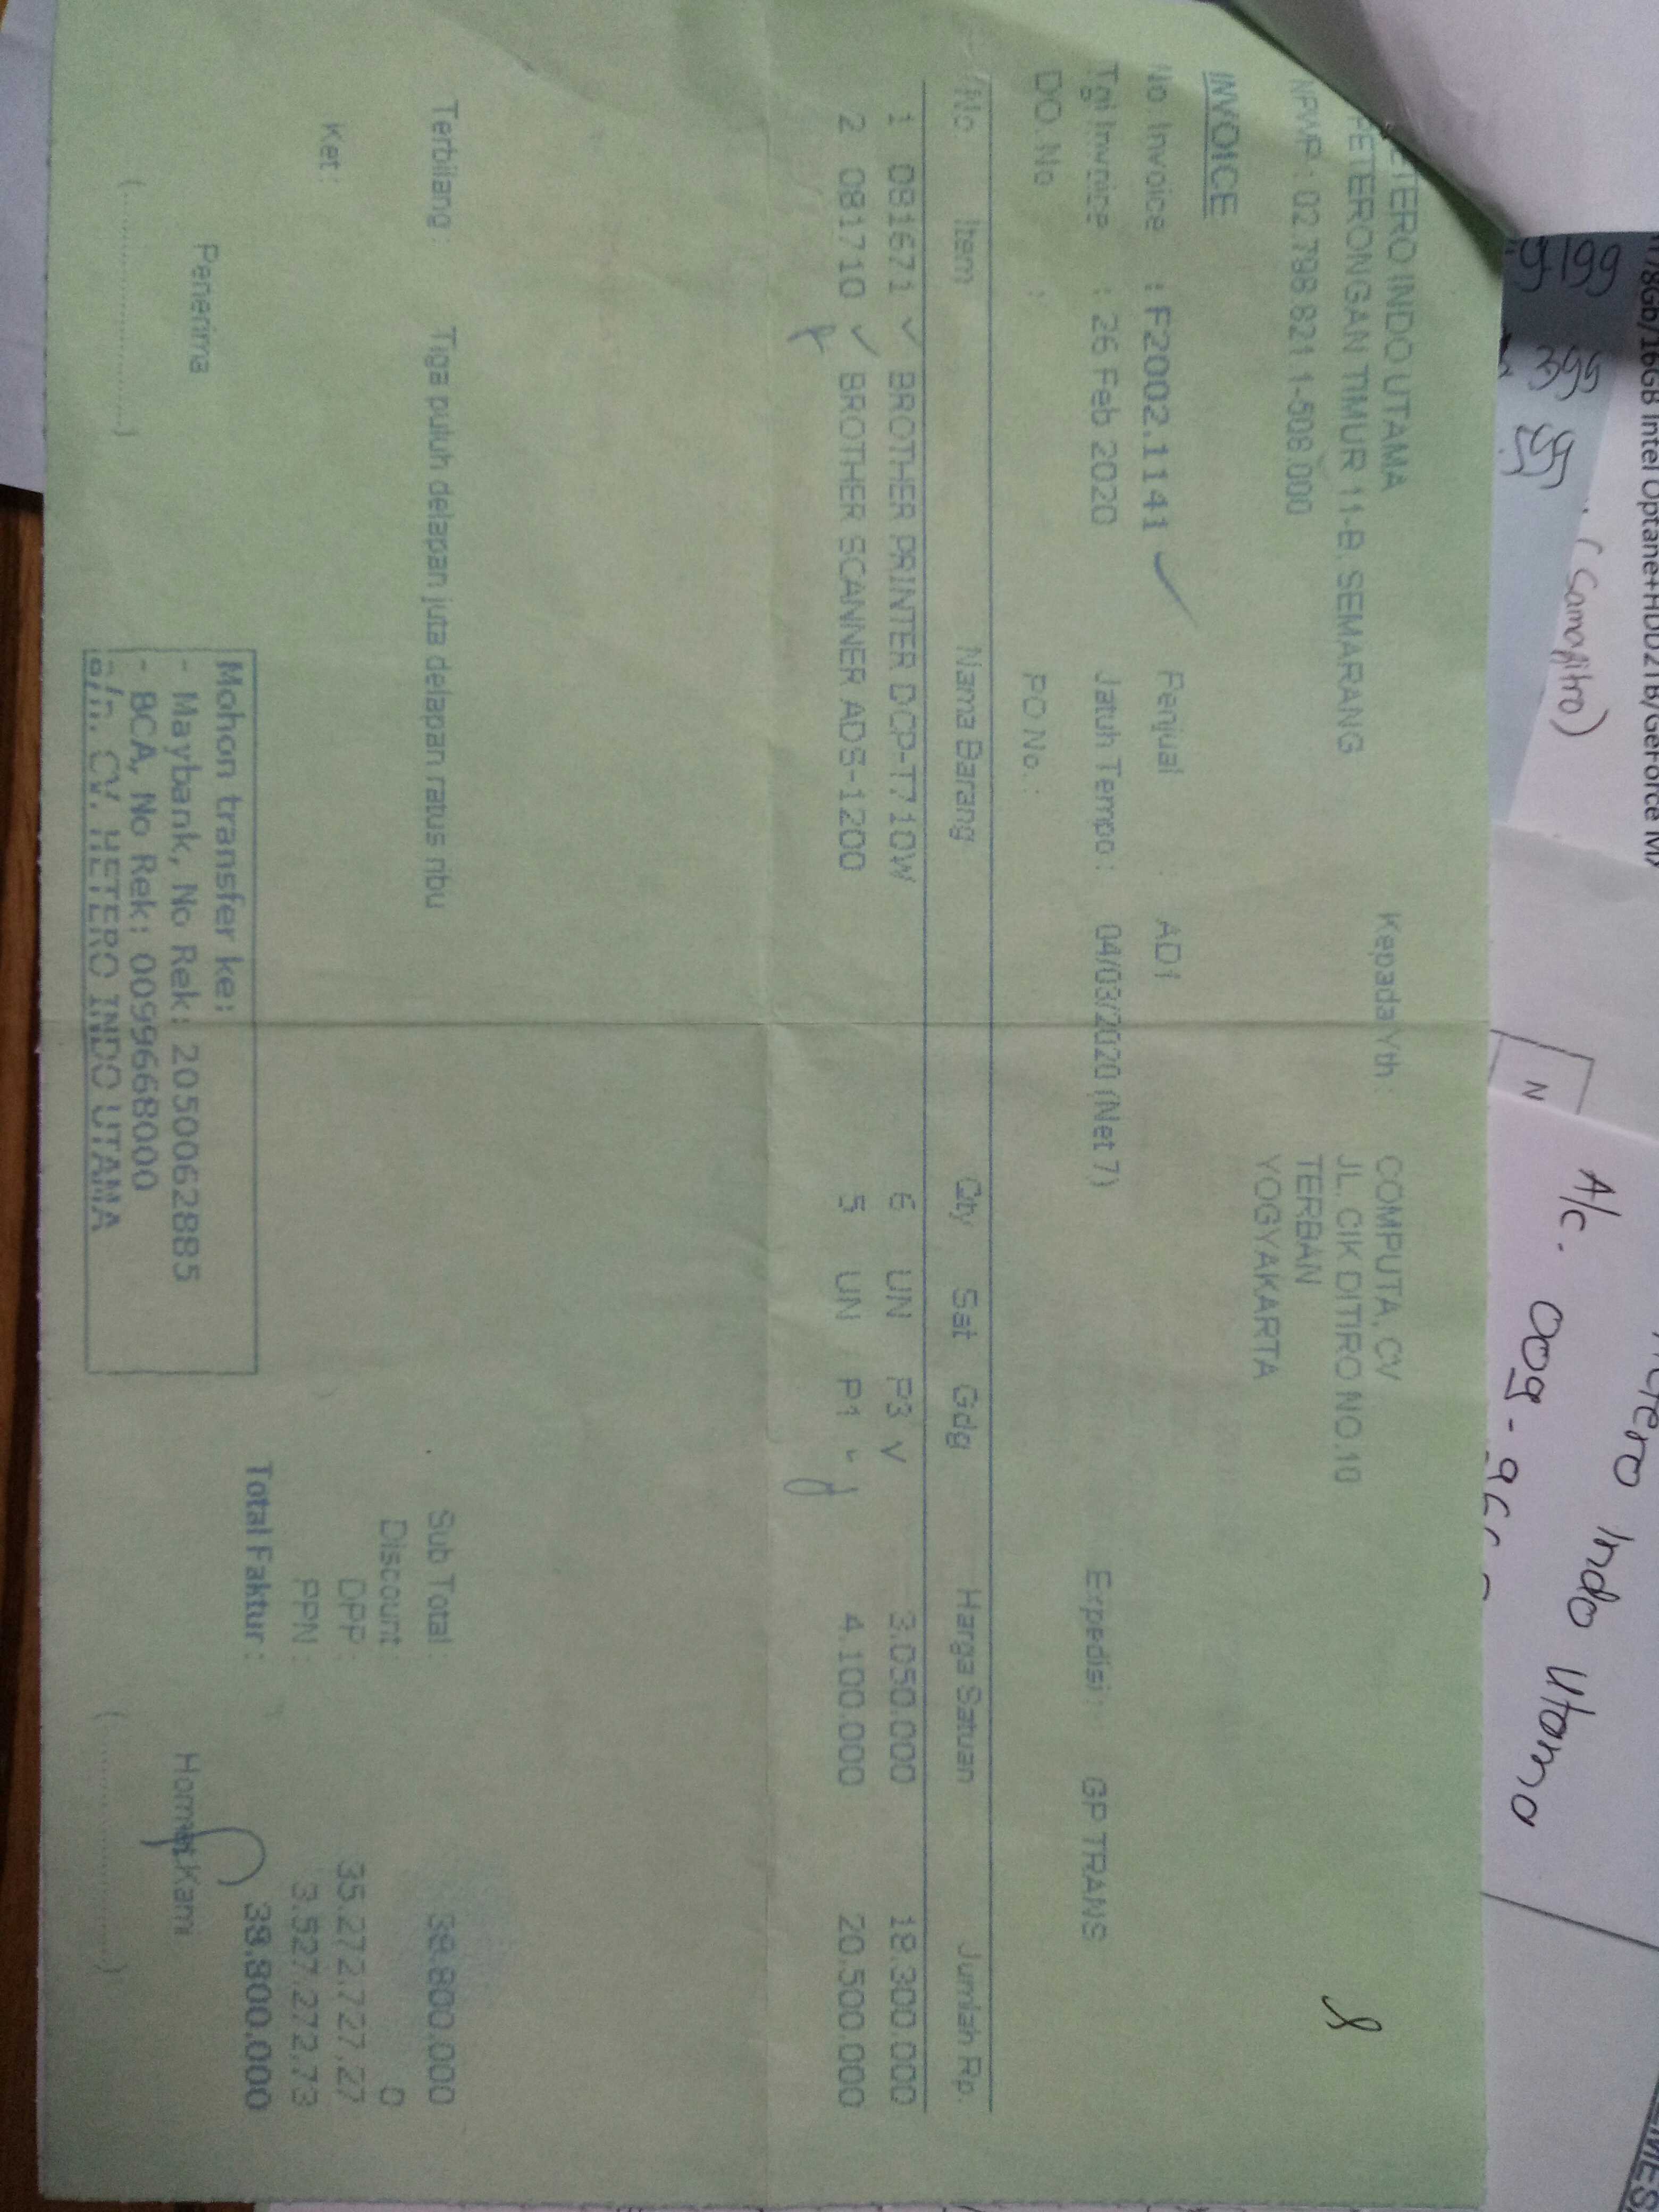 HETERO INDO UTAMA
PETERONGAN TIMUR 11-B, SEMARANG
NPWP : 02.798.821.1-508.000
Kepada Yth : COMPUTA, CV
JL. CIK DITIRO NO.10
TERBAN
YOGYAKARTA
INVOICE
No Invoice : F2002.1141 Penjual : ADI
Tgl Invoice : 26 Feb 2020 Jatuh Tempo : 04/03/2020 (Net 7) Expedisi : GP TRANS
DO. No : PO No. :
No Item Nama Barang Qty Sat Gdg Harga Satuan Jumlah Rp.
1 081671 BROTHER PRINTER DCP-T710W 6 UN P3 3.050.000 18.300.000
2 081710 BROTHER SCANNER ADS-1200 5 UN P1 4.100.000 20.500.000
Terbilang : Tiga puluh delapan juta delapan ratus ribu
Sub Total : 38.800.000
Discount : 0
DPP : 35.272.727,27
PPN : 3.527.272,73
Total Faktur : 38.800.000
Ket :
Penerima
Hormat Kami
(....................)
(....................)
Mohon transfer ke:
- Maybank, No Rek: 2050062885
- BCA, No Rek: 0099668000
a/n. CV. HETERO INDO UTAMA
199
399
(Samafitro)
Indo Utama
A/c. 009-966
N